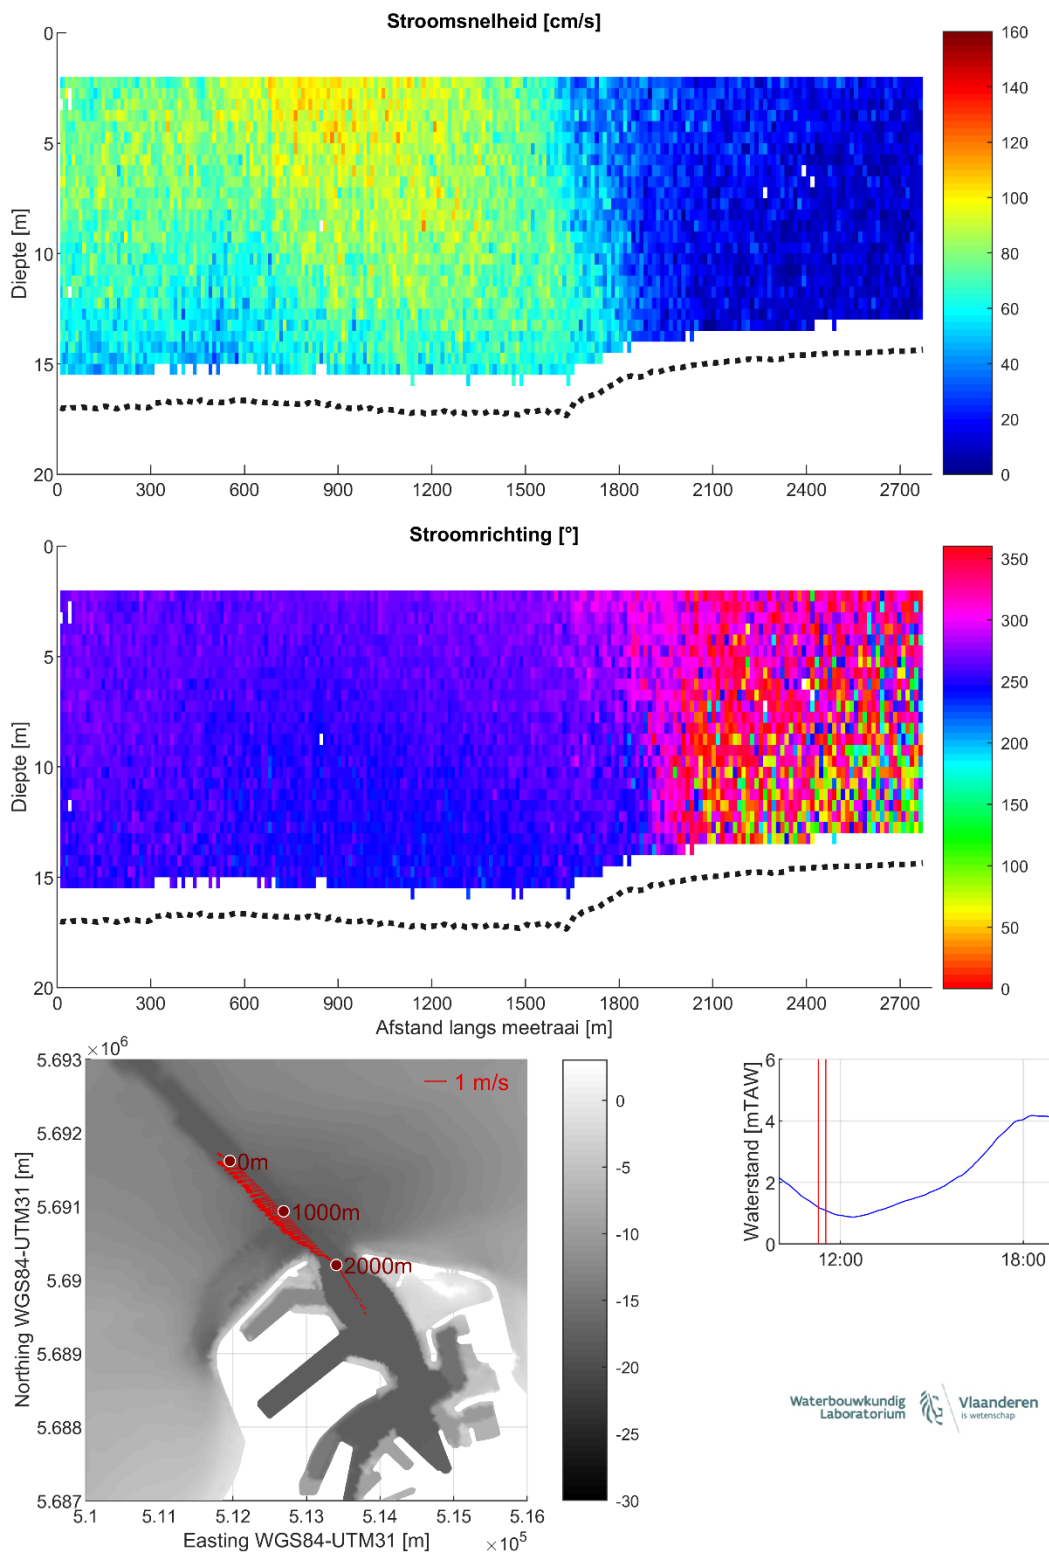 Stroomsnelheid [cm/s]
Diepte [m]
0
5
10
15
20
0 300 600 900 1200 1500 1800 2100 2400 2700
160
140
120
100
80
60
40
20
0
Stroomrichting [°]
Diepte [m]
0
5
10
15
20
0 300 600 900 1200 1500 1800 2100 2400 2700
Afstand langs meetraai [m]
350
300
250
200
150
100
50
0
×10⁶
5.693
5.692
5.691
5.69
5.689
5.688
5.687
Northing WGS84-UTM31 [m]
1 m/s
0m
1000m
2000m
5.1 5.11 5.12 5.13 5.14 5.15 5.16
Easting WGS84-UTM31 [m]
×10⁵
0
-5
-10
-15
-20
-25
-30
Waterstand [mTAW]
6
4
2
0
12:00 18:00
Waterbouwkundig
Laboratorium
Vlaanderen
is wetenschap